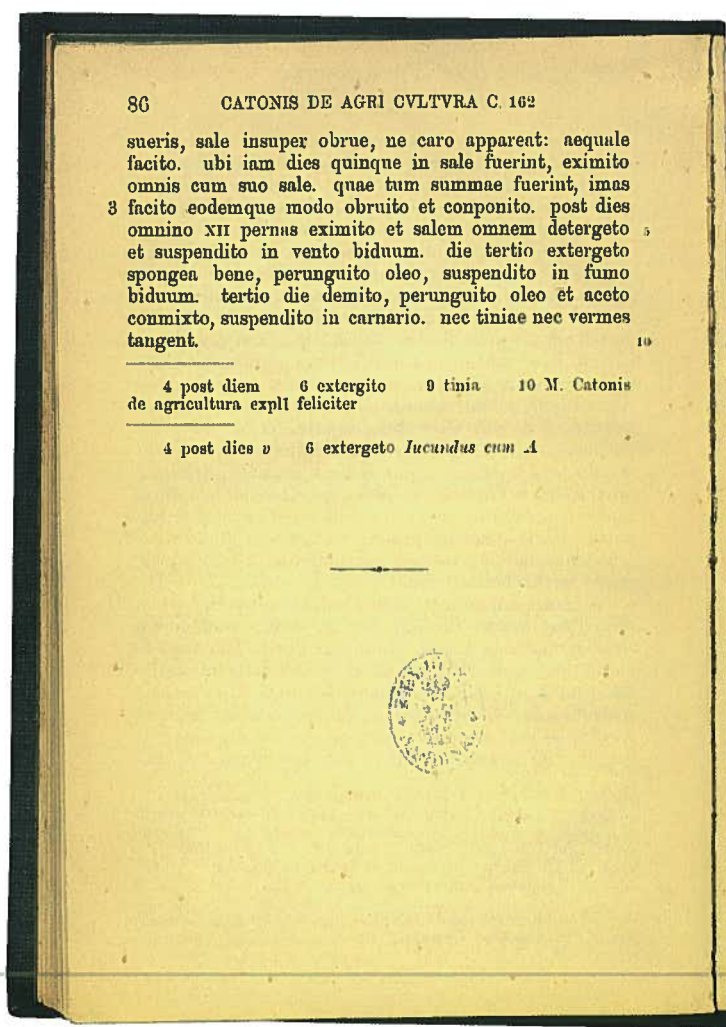 86 CATONIS DE AGRI CVLTVRA C. 162
sueris, sale insuper obrue, ne caro appareat: aequale
facito. ubi iam dies quinque in sale fuerint, eximito
omnis cum suo sale. quae tum summae fuerint, imas
3 facito eodemque modo obruito et conponito. post dies
omnino XII pernas eximito et salem omnem detergeto 5
et suspendito in vento biduum. die tertio extergeto
spongea bene, perunguito oleo, suspendito in fumo
biduum. tertio die demito, perunguito oleo et aceto
conmixto, suspendito in carnario. nec tiniae nec vermes
tangent. 10
4 post diem 6 extergito 9 tinia 10 M. Catonis
de agricultura expll feliciter
4 post dies v 6 extergeto Iucundus cum A